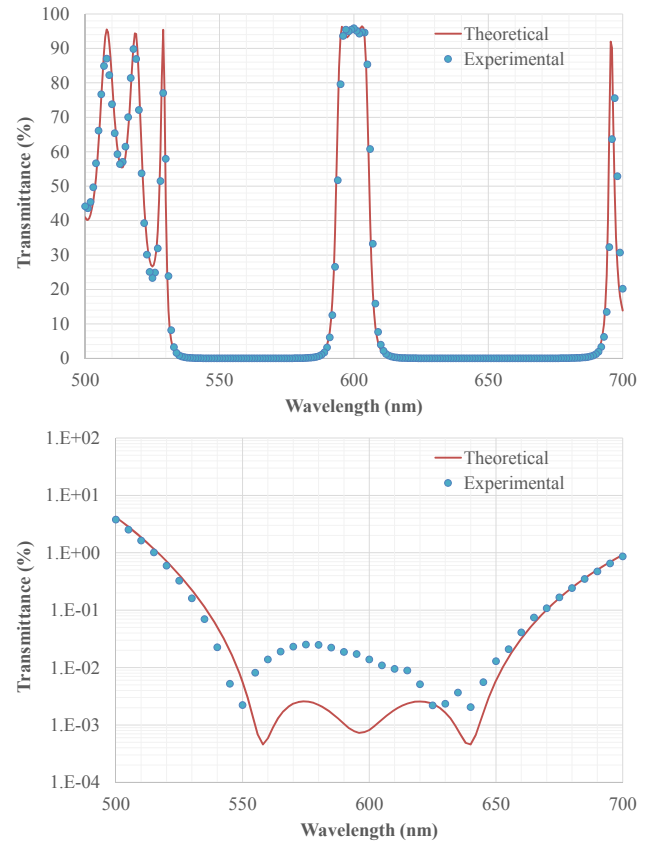 100
90
80
70
60
50
40
30
20
10
0
Transmittance (%)
Theoretical
Experimental
500 550 600 650 700
Wavelength (nm)
1.E+02
1.E+01
1.E+00
1.E-01
1.E-02
1.E-03
1.E-04
Transmittance (%)
Theoretical
Experimental
500 550 600 650 700
Wavelength (nm)